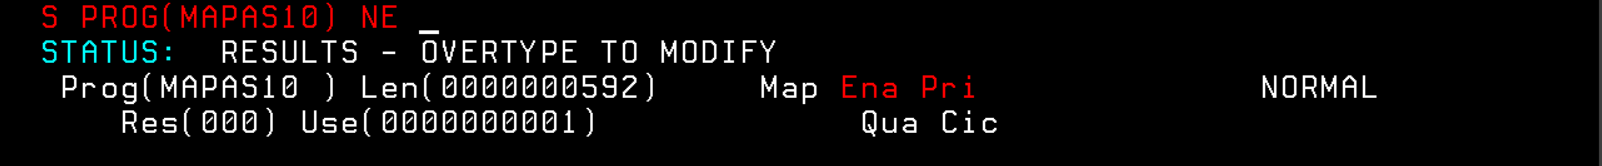 S PROG(MAPAS10) NE _
STATUS:  RESULTS - OVERTYPE TO MODIFY
Prog(MAPAS10 ) Len(0000000592)     Map Ena Pri              NORMAL
Res(000) Use(0000000001)             Qua Cic